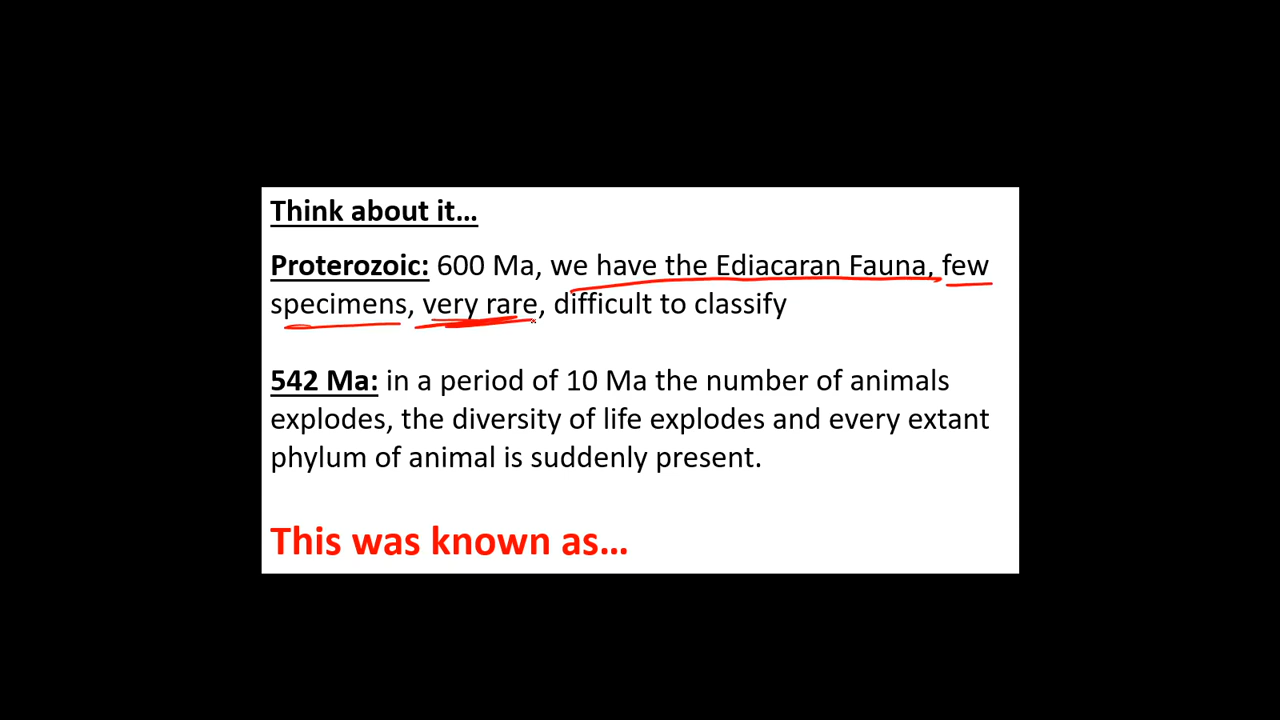 Think about it...
Proterozoic: 600 Ma, we have the Ediacaran Fauna, few
specimens, very rare, difficult to classify
542 Ma: in a period of 10 Ma the number of animals
explodes, the diversity of life explodes and every extant
phylum of animal is suddenly present.
This was known as...